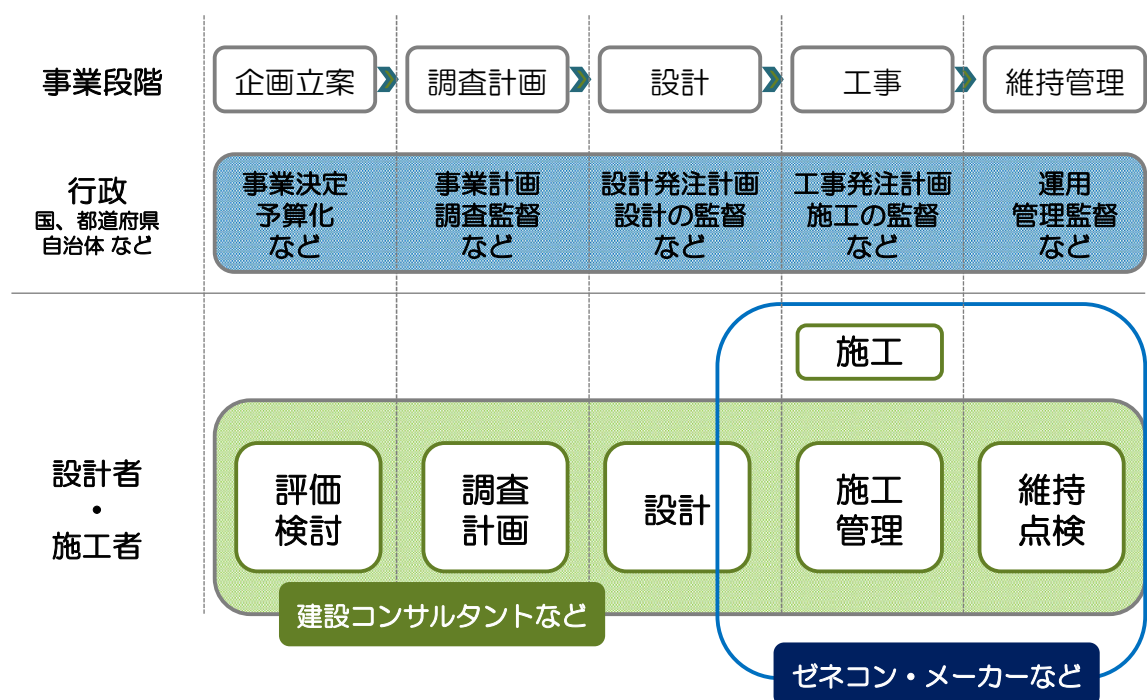 事業段階
企画立案
調査計画
設計
工事
維持管理
行政
国、都道府県
自治体 など
事業決定
予算化
など
事業計画
調査監督
など
設計発注計画
設計の監督
など
工事発注計画
施工の監督
など
運用
管理監督
など
設計者
・
施工者
施工
評価
検討
調査
計画
設計
施工
管理
維持
点検
建設コンサルタントなど
ゼネコン・メーカーなど